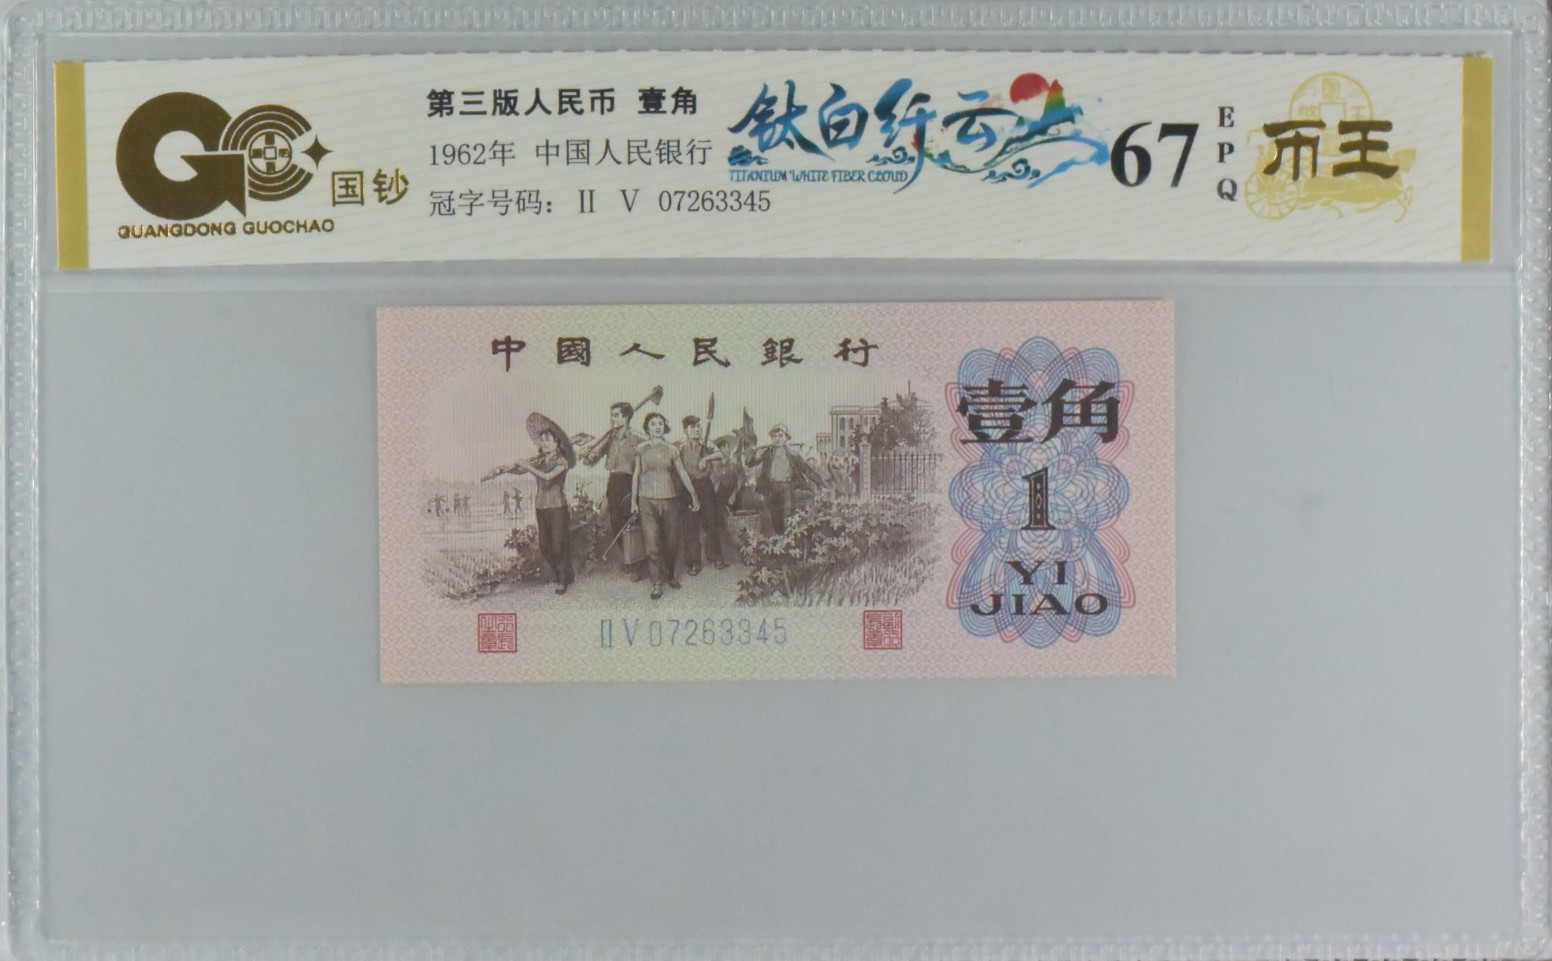 国钞
GUANGDONG GUOCHAO
第三版人民币 壹角
1962年 中国人民银行
冠字号码: II V 07263345
钛白纤云
TITANIUM WHITE FIBER CLOUD
67
EPQ
币王
中國人民銀行
壹角
1
YI
JIAO
II V 07263345